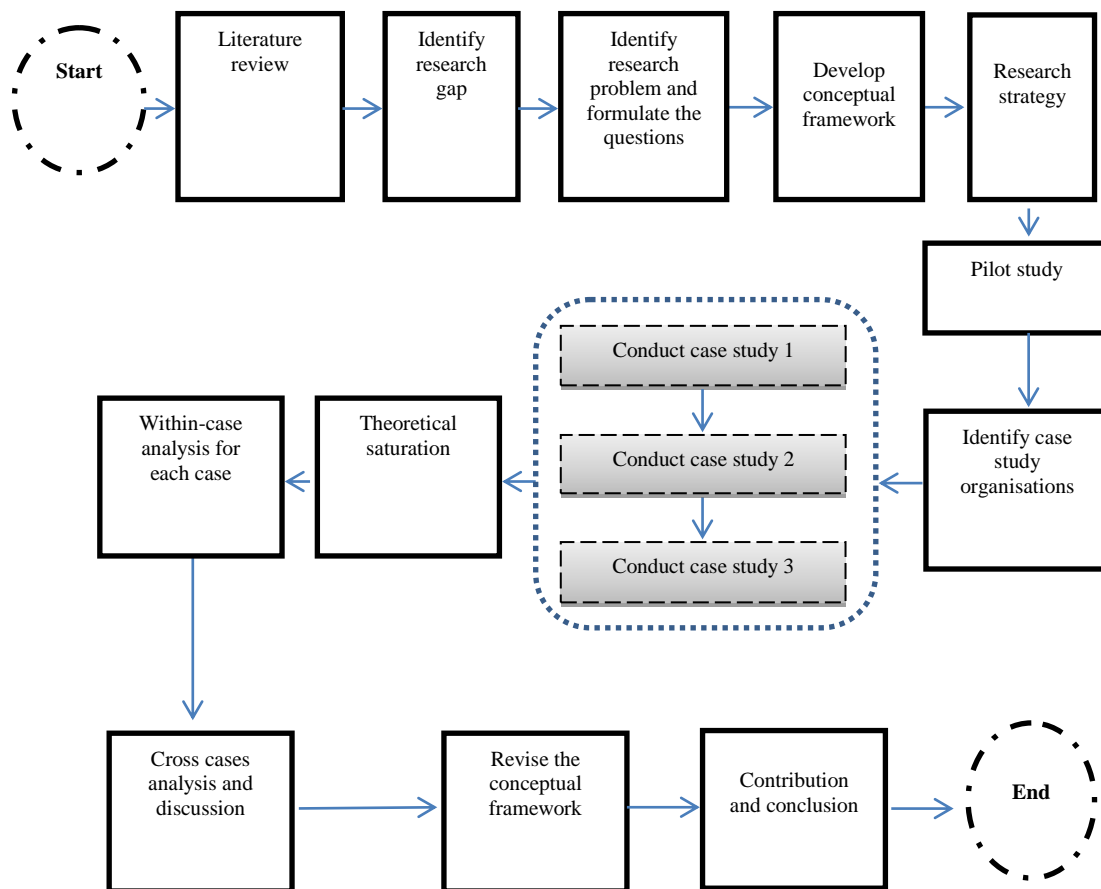 Start
Literature
review
Identify
research
gap
Identify
research
problem and
formulate the
questions
Develop
conceptual
framework
Research
strategy
Pilot study
Identify case
study
organisations
Conduct case study 1
Conduct case study 2
Conduct case study 3
Theoretical
saturation
Within-case
analysis for
each case
Cross cases
analysis and
discussion
Revise the
conceptual
framework
Contribution
and conclusion
End